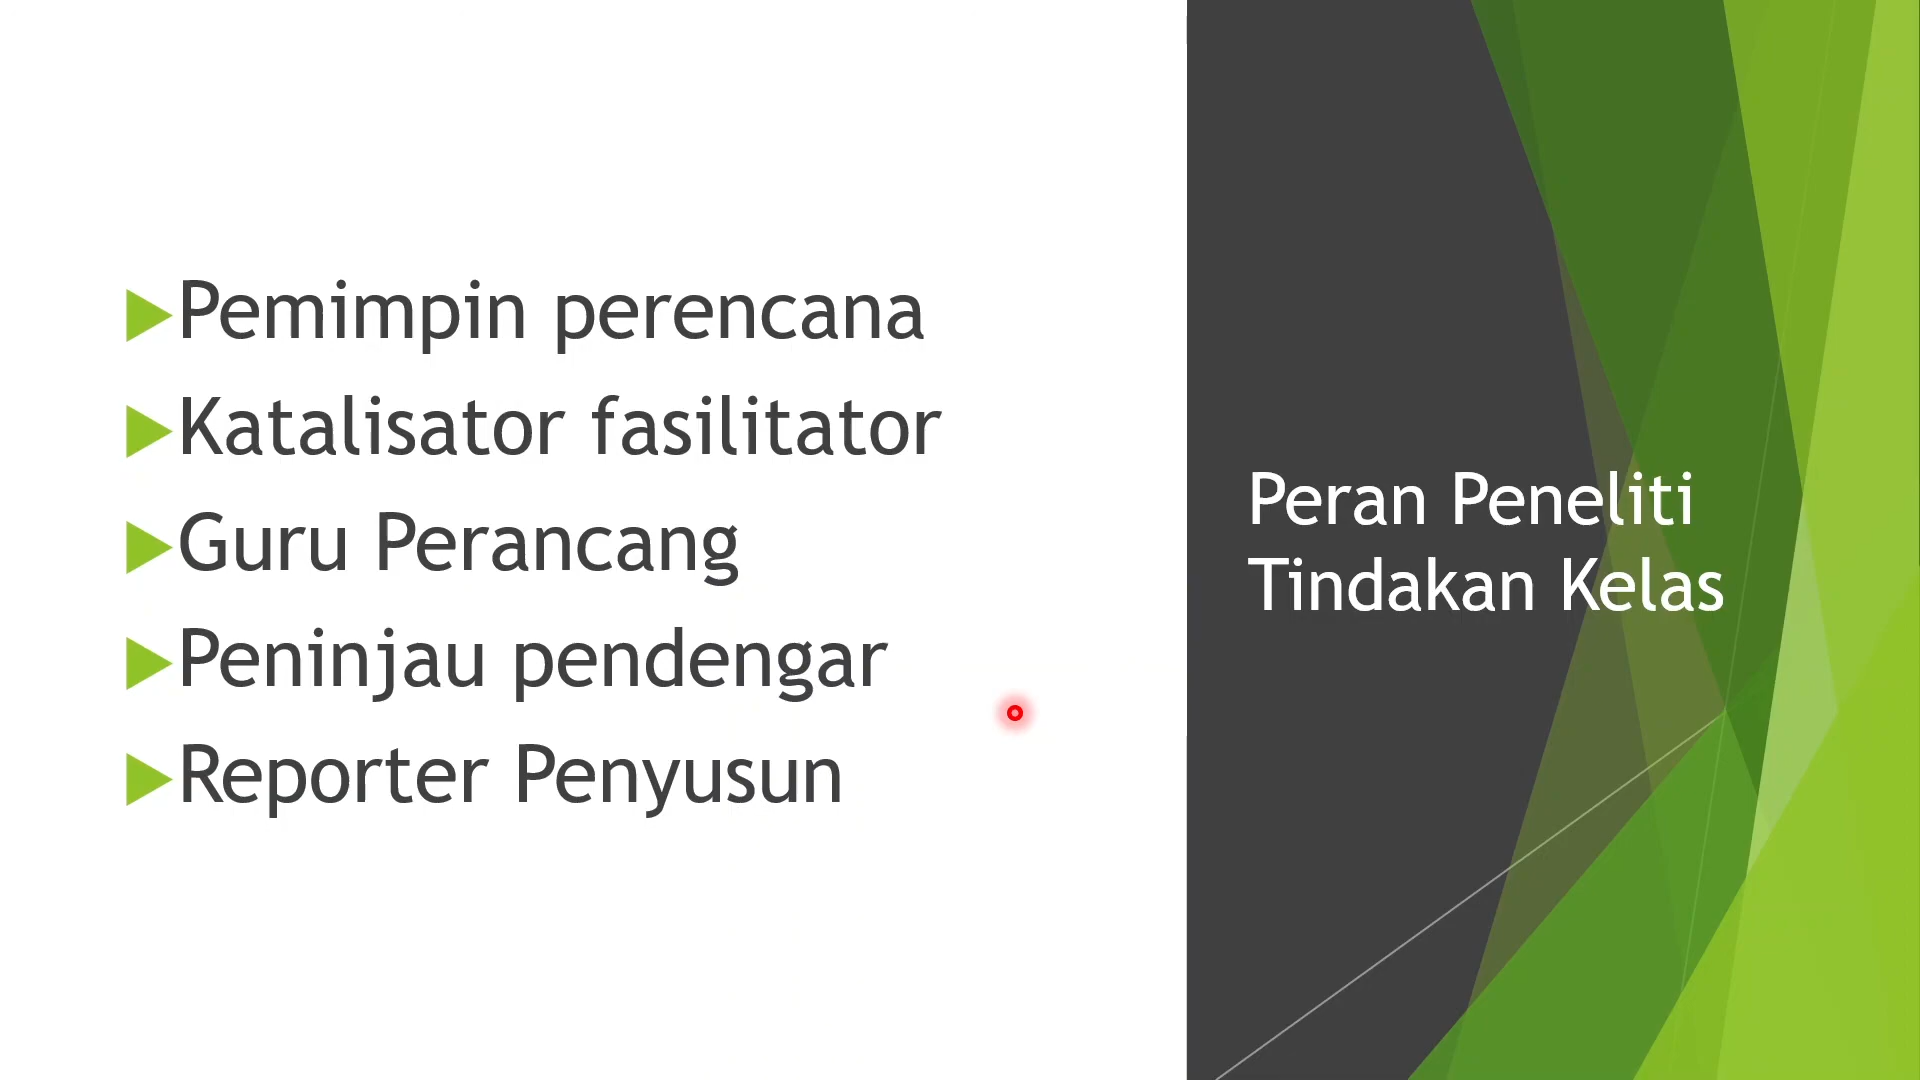 Pemimpin perencana
Katalisator fasilitator
Guru Perancang
Peninjau pendengar
Reporter Penyusun
Peran Peneliti
Tindakan Kelas